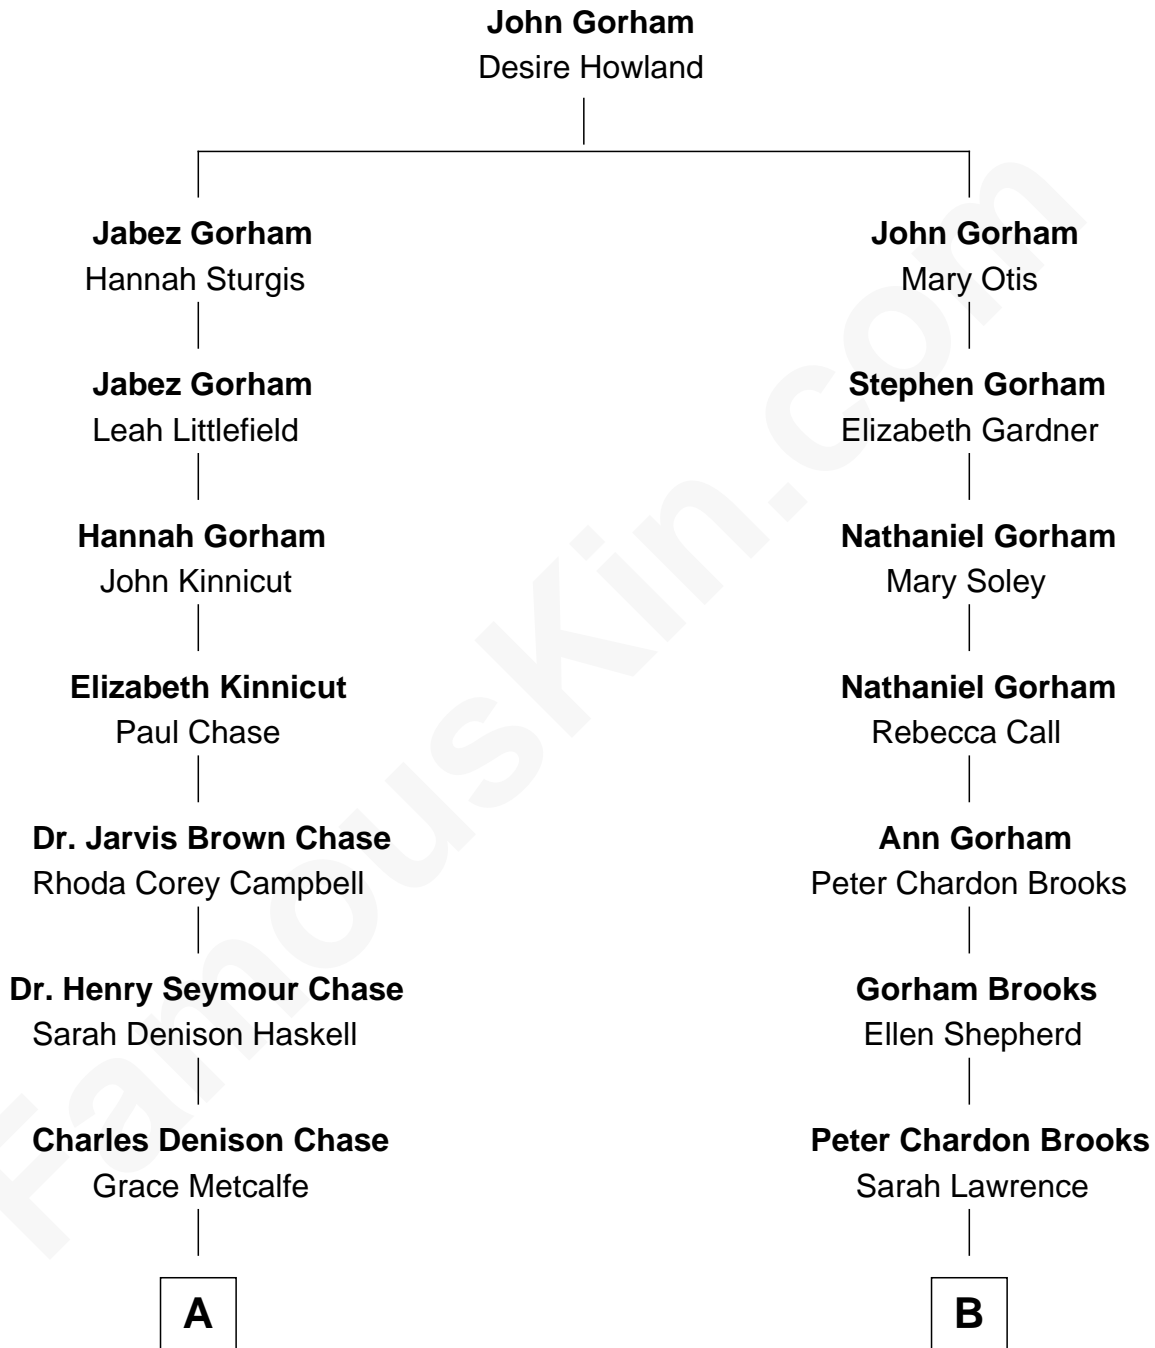 John Gorham
Desire Howland
Jabez Gorham
Hannah Sturgis
John Gorham
Mary Otis
Jabez Gorham
Leah Littlefield
Stephen Gorham
Elizabeth Gardner
Hannah Gorham
John Kinnicut
Nathaniel Gorham
Mary Soley
Elizabeth Kinnicut
Paul Chase
Nathaniel Gorham
Rebecca Call
Dr. Jarvis Brown Chase
Rhoda Corey Campbell
Ann Gorham
Peter Chardon Brooks
Dr. Henry Seymour Chase
Sarah Denison Haskell
Gorham Brooks
Ellen Shepherd
Charles Denison Chase
Grace Metcalfe
Peter Chardon Brooks
Sarah Lawrence
A
B
FamousKin.com